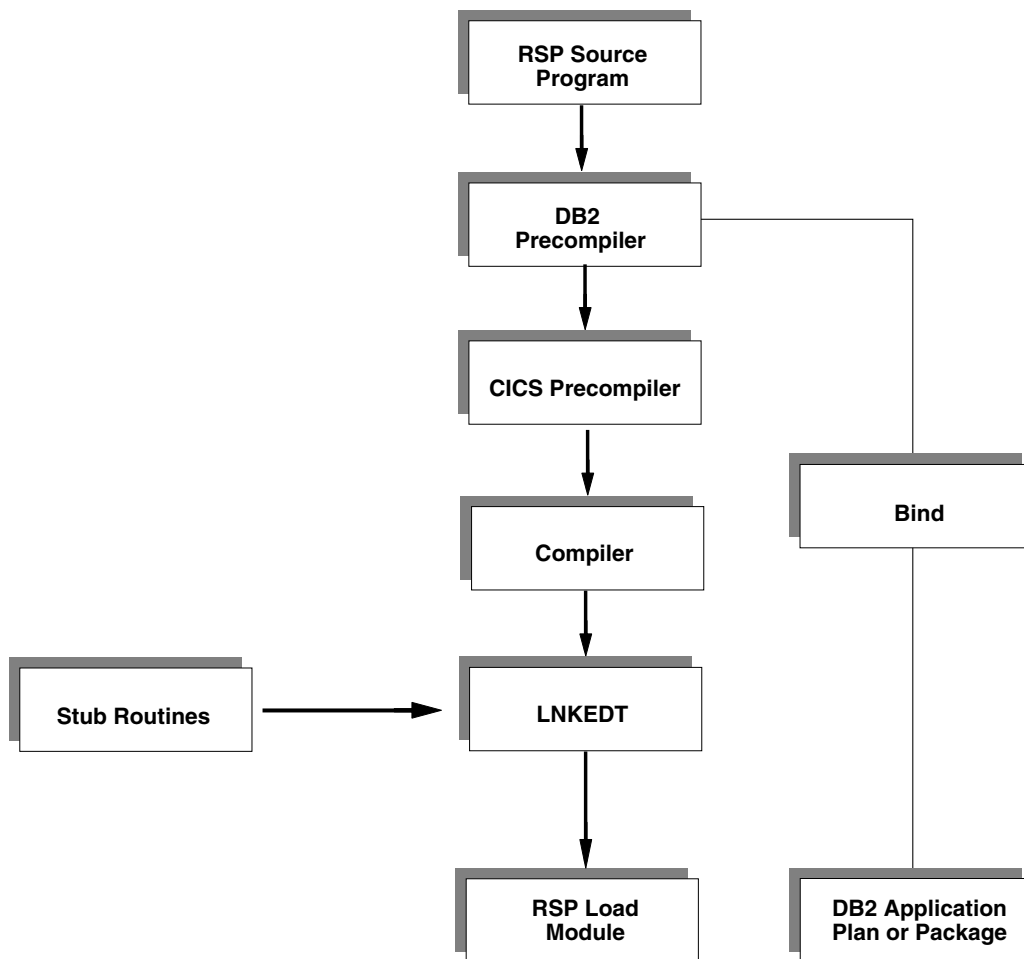 RSP Source
Program
DB2
Precompiler
CICS Precompiler
Bind
Compiler
Stub Routines
LNKEDT
RSP Load
Module
DB2 Application
Plan or Package